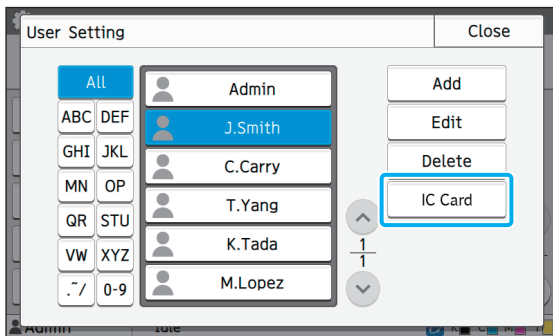 User Setting
Close
All
ABC DEF
GHI JKL
MN OP
QR STU
VW XYZ
.~/ 0-9
Admin
J.Smith
C.Carry
T.Yang
K.Tada
M.Lopez
1
1
Add
Edit
Delete
IC Card
Admin
Idle
K C M Y